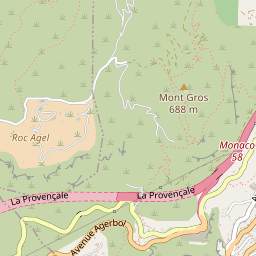 Mont Gros
688 m
Roc Agel
Monaco
58
La Provençale
La Provençale
Avenue Agerbo